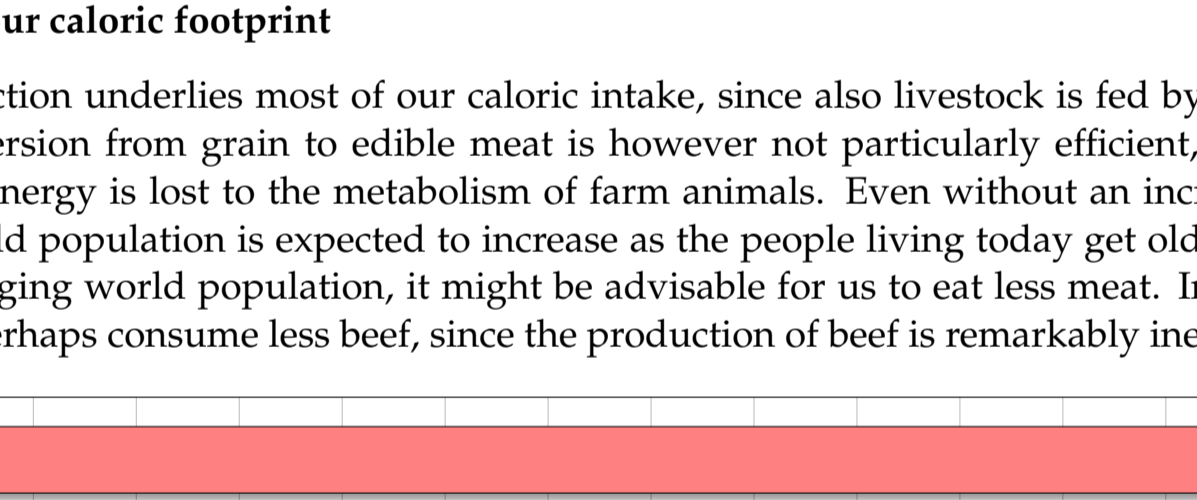 ur caloric footprint
ction underlies most of our caloric intake, since also livestock is fed by
ersion from grain to edible meat is however not particularly efficient,
nergy is lost to the metabolism of farm animals. Even without an inc
ld population is expected to increase as the people living today get old
ging world population, it might be advisable for us to eat less meat. I
erhaps consume less beef, since the production of beef is remarkably ine